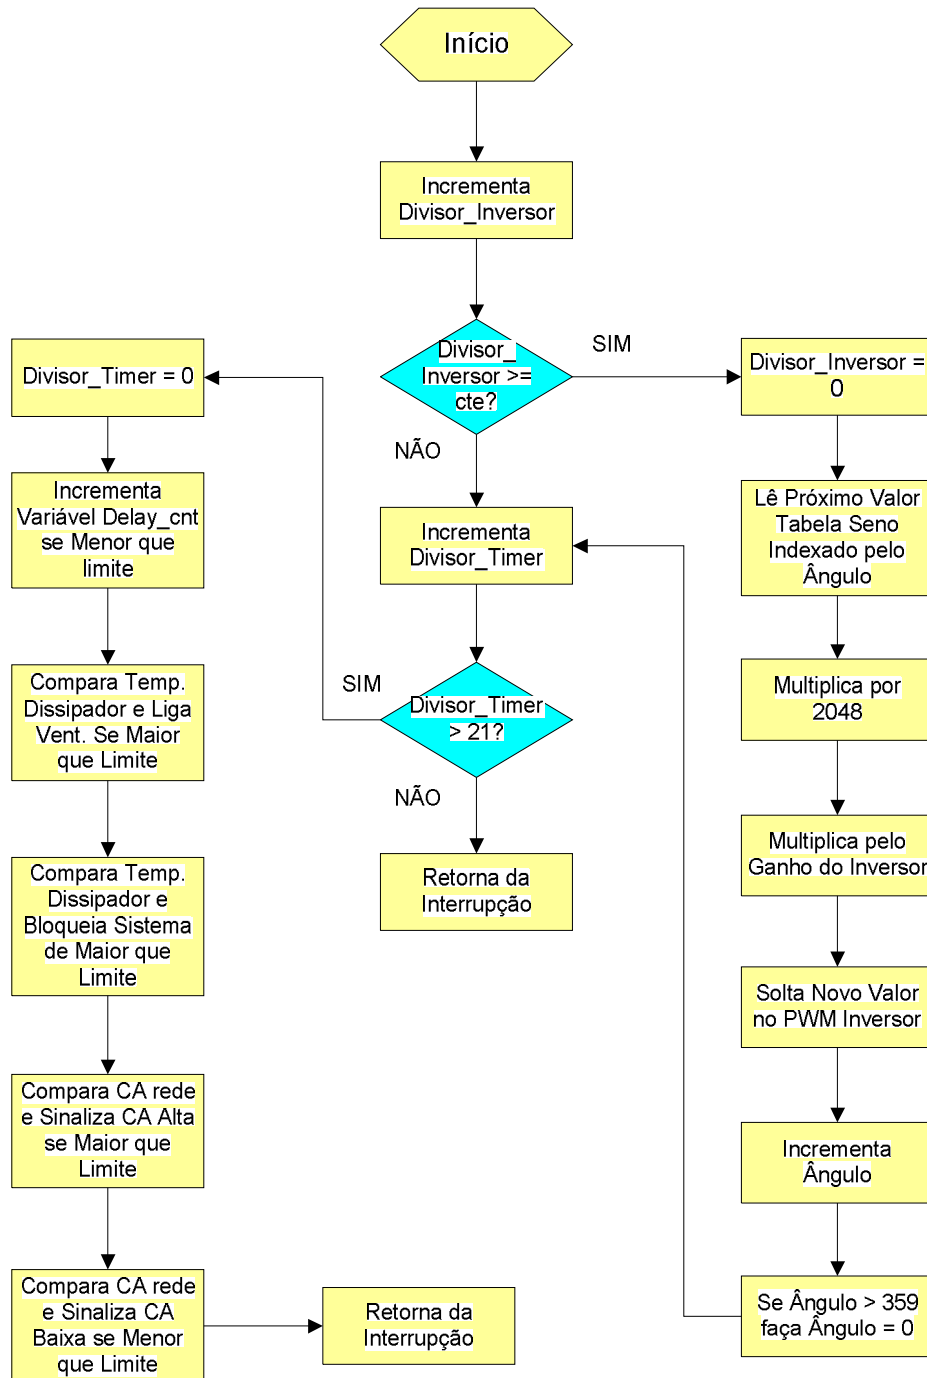 Início
Incrementa
Divisor_Inversor
Divisor_
Inversor >=
cte?
SIM
NÃO
Divisor_Inversor =
0
Lê Próximo Valor
Tabela Seno
Indexado pelo
Ângulo
Multiplica por
2048
Multiplica pelo
Ganho do Inversor
Solta Novo Valor
no PWM Inversor
Incrementa
Ângulo
Se Ângulo > 359
faça Ângulo = 0
Incrementa
Divisor_Timer
Divisor_Timer
> 21?
SIM
NÃO
Retorna da
Interrupção
Divisor_Timer = 0
Incrementa
Variável Delay_cnt
se Menor que
limite
Compara Temp.
Dissipador e Liga
Vent. Se Maior
que Limite
Compara Temp.
Dissipador e
Bloqueia Sistema
de Maior que
Limite
Compara CA rede
e Sinaliza CA Alta
se Maior que
Limite
Compara CA rede
e Sinaliza CA
Baixa se Menor
que Limite
Retorna da
Interrupção